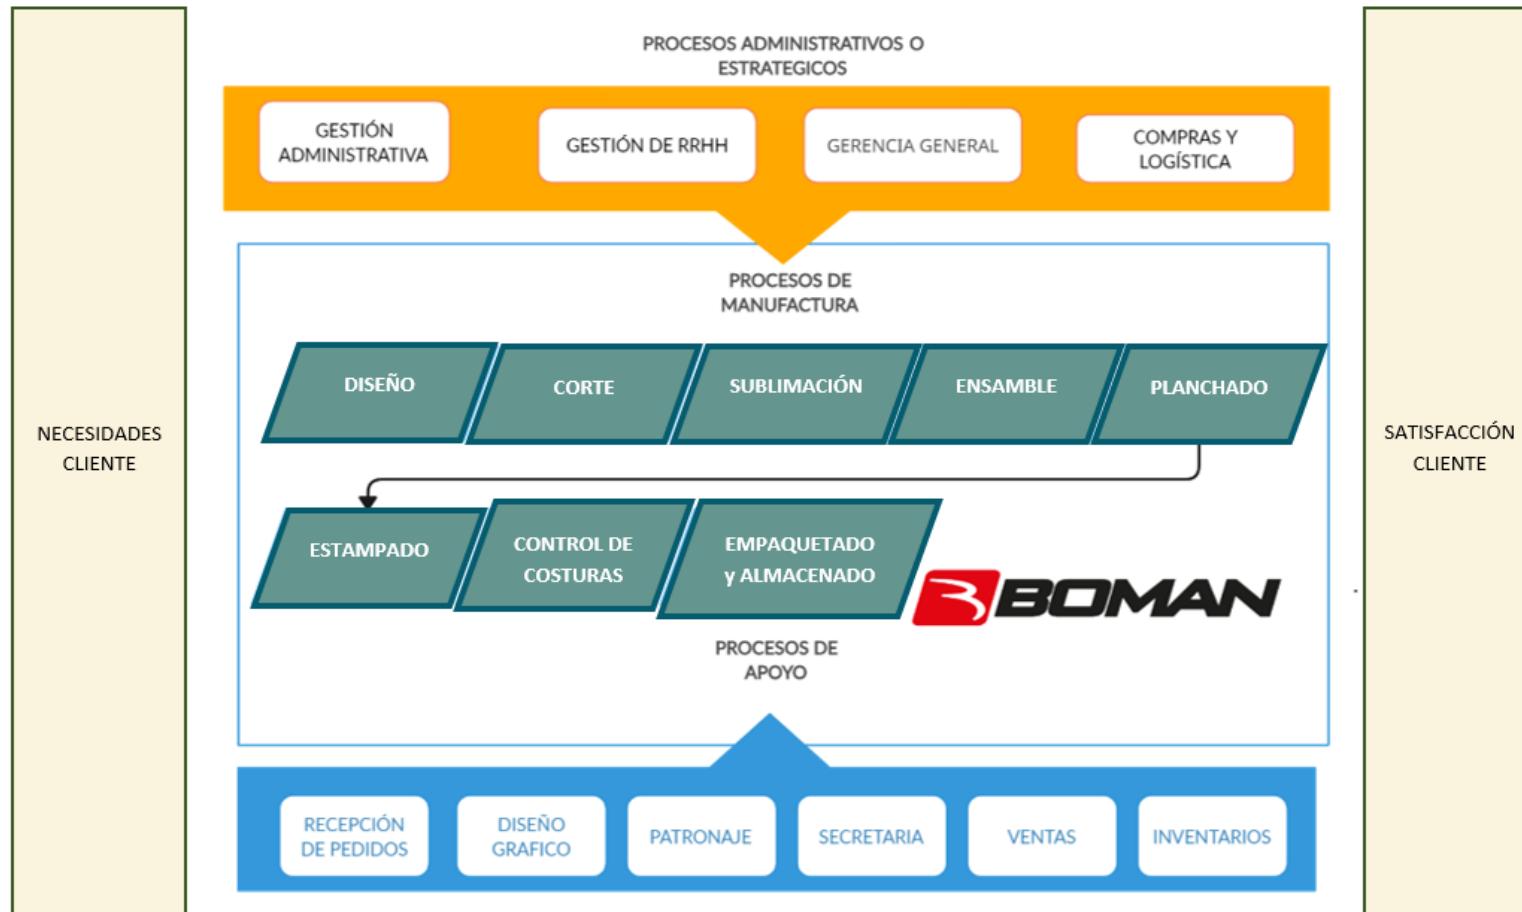 PROCESOS ADMINISTRATIVOS O
ESTRATEGICOS
GESTIÓN
ADMINISTRATIVA
GESTIÓN DE RRHH
GERENCIA GENERAL
COMPRAS Y
LOGÍSTICA
PROCESOS DE
MANUFACTURA
DISEÑO
CORTE
SUBLIMACIÓN
ENSAMBLE
PLANCHADO
NECESIDADES
CLIENTE
SATISFACCIÓN
CLIENTE
ESTAMPADO
CONTROL DE
COSTURAS
EMPAQUETADO
y ALMACENADO
BOMAN
PROCESOS DE
APOYO
RECEPCIÓN
DE PEDIDOS
DISEÑO
GRAFICO
PATRONAJE
SECRETARIA
VENTAS
INVENTARIOS